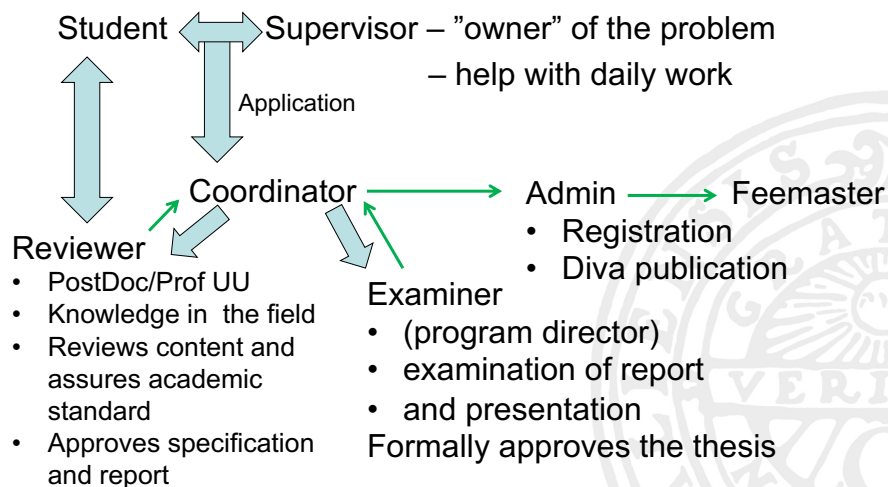 Student Supervisor – ”owner” of the problem
– help with daily work
Application
Coordinator
Admin Feemaster
• Registration
• Diva publication
Reviewer
• PostDoc/Prof UU
• Knowledge in the field
• Reviews content and
assures academic
standard
• Approves specification
and report
Examiner
• (program director)
• examination of report
• and presentation
Formally approves the thesis